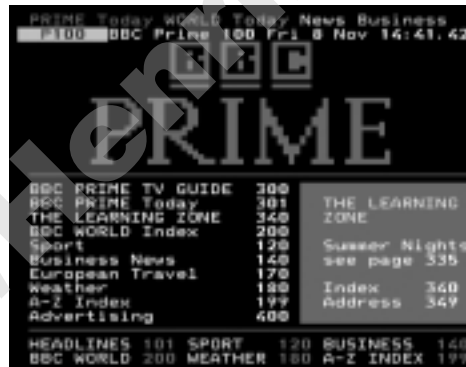 PRIME Today WORLD Today News Business
P100 BBC Prime 100 Fri 8 Nov 14:41.42
BBC
PRIME
BBC PRIME TV GUIDE 300
BBC PRIME Today 301
THE LEARNING ZONE 340
BBC WORLD Index 200
Sport 120
Business News 140
European Travel 170
Weather 180
A-Z Index 199
Advertising 600
THE LEARNING
ZONE
Summer Nights
see page 335
Index 340
Address 349
HEADLINES 101 SPORT 120 BUSINESS 140
BBC WORLD 200 WEATHER 180 A-Z INDEX 199